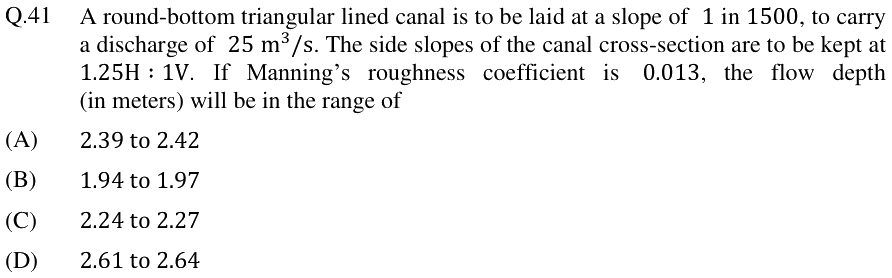 Q.41 A round-bottom triangular lined canal is to be laid at a slope of 1 in 1500, to carry
a discharge of 25 m³/s. The side slopes of the canal cross-section are to be kept at
1.25H : 1V. If Manning’s roughness coefficient is 0.013, the flow depth
(in meters) will be in the range of
(A) 2.39 to 2.42
(B) 1.94 to 1.97
(C) 2.24 to 2.27
(D) 2.61 to 2.64